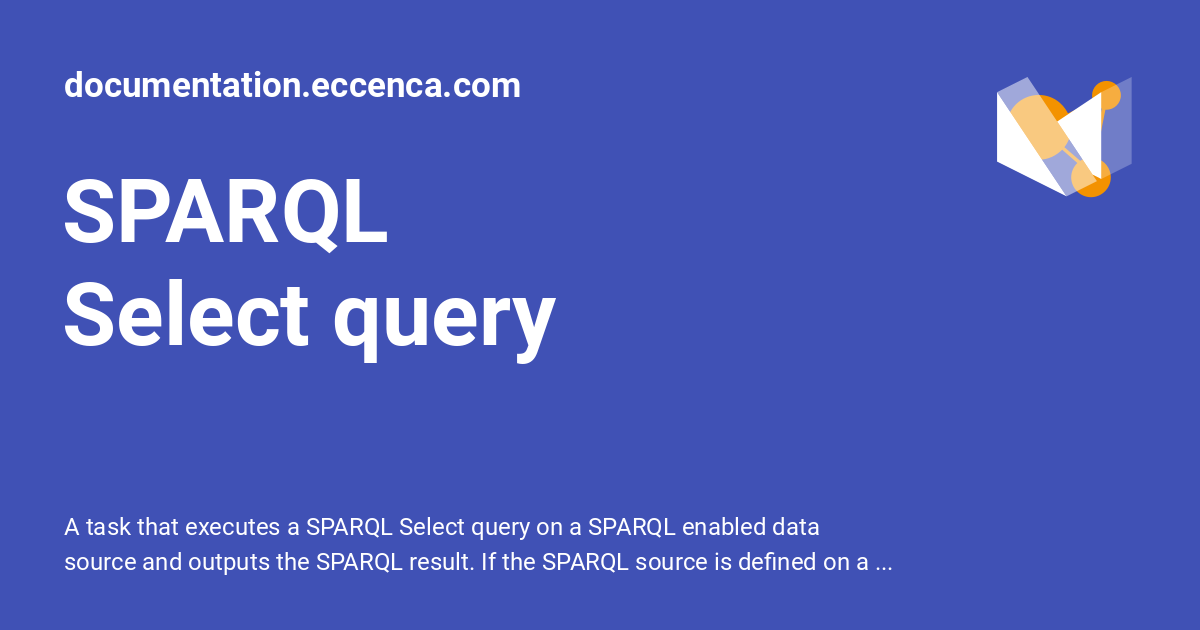 documentation.eccenca.com
SPARQL
Select query
A task that executes a SPARQL Select query on a SPARQL enabled data
source and outputs the SPARQL result. If the SPARQL source is defined on a ...